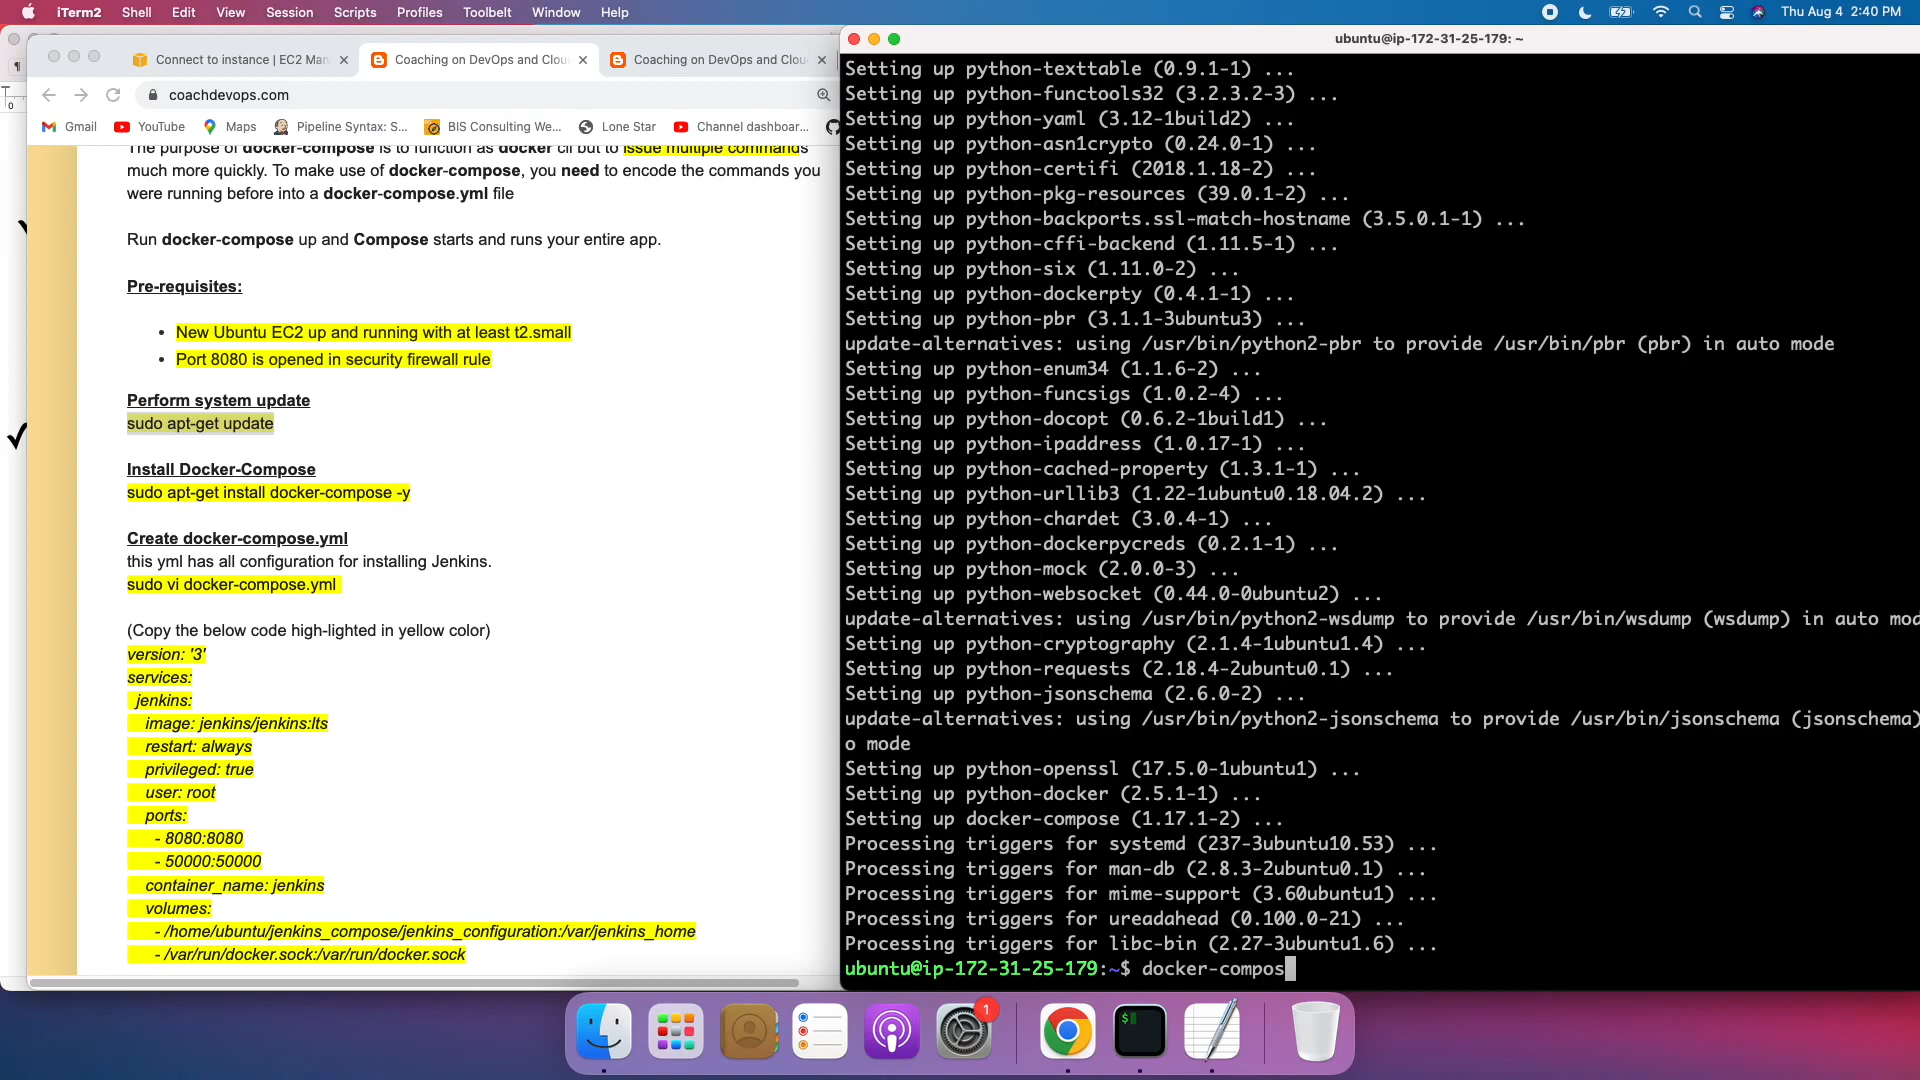 iTerm2 Shell Edit View Session Scripts Profiles Toolbelt Window Help Thu Aug 4 2:40 PM
Connect to instance | EC2 Man
Coaching on DevOps and Clou
Coaching on DevOps and Clou
coachdevops.com
Gmail YouTube Maps Pipeline Syntax: S... BIS Consulting We... Lone Star Channel dashboar...
The purpose of docker-compose is to function as docker cli but to issue multiple commands
much more quickly. To make use of docker-compose, you need to encode the commands you
were running before into a docker-compose.yml file
Run docker-compose up and Compose starts and runs your entire app.
Pre-requisites:
• New Ubuntu EC2 up and running with at least t2.small
• Port 8080 is opened in security firewall rule
Perform system update
sudo apt-get update
Install Docker-Compose
sudo apt-get install docker-compose -y
Create docker-compose.yml
this yml has all configuration for installing Jenkins.
sudo vi docker-compose.yml
(Copy the below code high-lighted in yellow color)
version: '3'
services:
jenkins:
image: jenkins/jenkins:lts
restart: always
privileged: true
user: root
ports:
- 8080:8080
- 50000:50000
container_name: jenkins
volumes:
- /home/ubuntu/jenkins_compose/jenkins_configuration:/var/jenkins_home
- /var/run/docker.sock:/var/run/docker.sock
ubuntu@ip-172-31-25-179: ~
Setting up python-texttable (0.9.1-1) ...
Setting up python-functools32 (3.2.3.2-3) ...
Setting up python-yaml (3.12-1build2) ...
Setting up python-asn1crypto (0.24.0-1) ...
Setting up python-certifi (2018.1.18-2) ...
Setting up python-pkg-resources (39.0.1-2) ...
Setting up python-backports.ssl-match-hostname (3.5.0.1-1) ...
Setting up python-cffi-backend (1.11.5-1) ...
Setting up python-six (1.11.0-2) ...
Setting up python-dockerpty (0.4.1-1) ...
Setting up python-pbr (3.1.1-3ubuntu3) ...
update-alternatives: using /usr/bin/python2-pbr to provide /usr/bin/pbr (pbr) in auto mode
Setting up python-enum34 (1.1.6-2) ...
Setting up python-funcsigs (1.0.2-4) ...
Setting up python-docopt (0.6.2-1build1) ...
Setting up python-ipaddress (1.0.17-1) ...
Setting up python-cached-property (1.3.1-1) ...
Setting up python-urllib3 (1.22-1ubuntu0.18.04.2) ...
Setting up python-chardet (3.0.4-1) ...
Setting up python-dockerpycreds (0.2.1-1) ...
Setting up python-mock (2.0.0-3) ...
Setting up python-websocket (0.44.0-0ubuntu2) ...
update-alternatives: using /usr/bin/python2-wsdump to provide /usr/bin/wsdump (wsdump) in auto mod
Setting up python-cryptography (2.1.4-1ubuntu1.4) ...
Setting up python-requests (2.18.4-2ubuntu0.1) ...
Setting up python-jsonschema (2.6.0-2) ...
update-alternatives: using /usr/bin/python2-jsonschema to provide /usr/bin/jsonschema (jsonschema)
o mode
Setting up python-openssl (17.5.0-1ubuntu1) ...
Setting up python-docker (2.5.1-1) ...
Setting up docker-compose (1.17.1-2) ...
Processing triggers for systemd (237-3ubuntu10.53) ...
Processing triggers for man-db (2.8.3-2ubuntu0.1) ...
Processing triggers for mime-support (3.60ubuntu1) ...
Processing triggers for ureadahead (0.100.0-21) ...
Processing triggers for libc-bin (2.27-3ubuntu1.6) ...
ubuntu@ip-172-31-25-179:~$ docker-compos
1